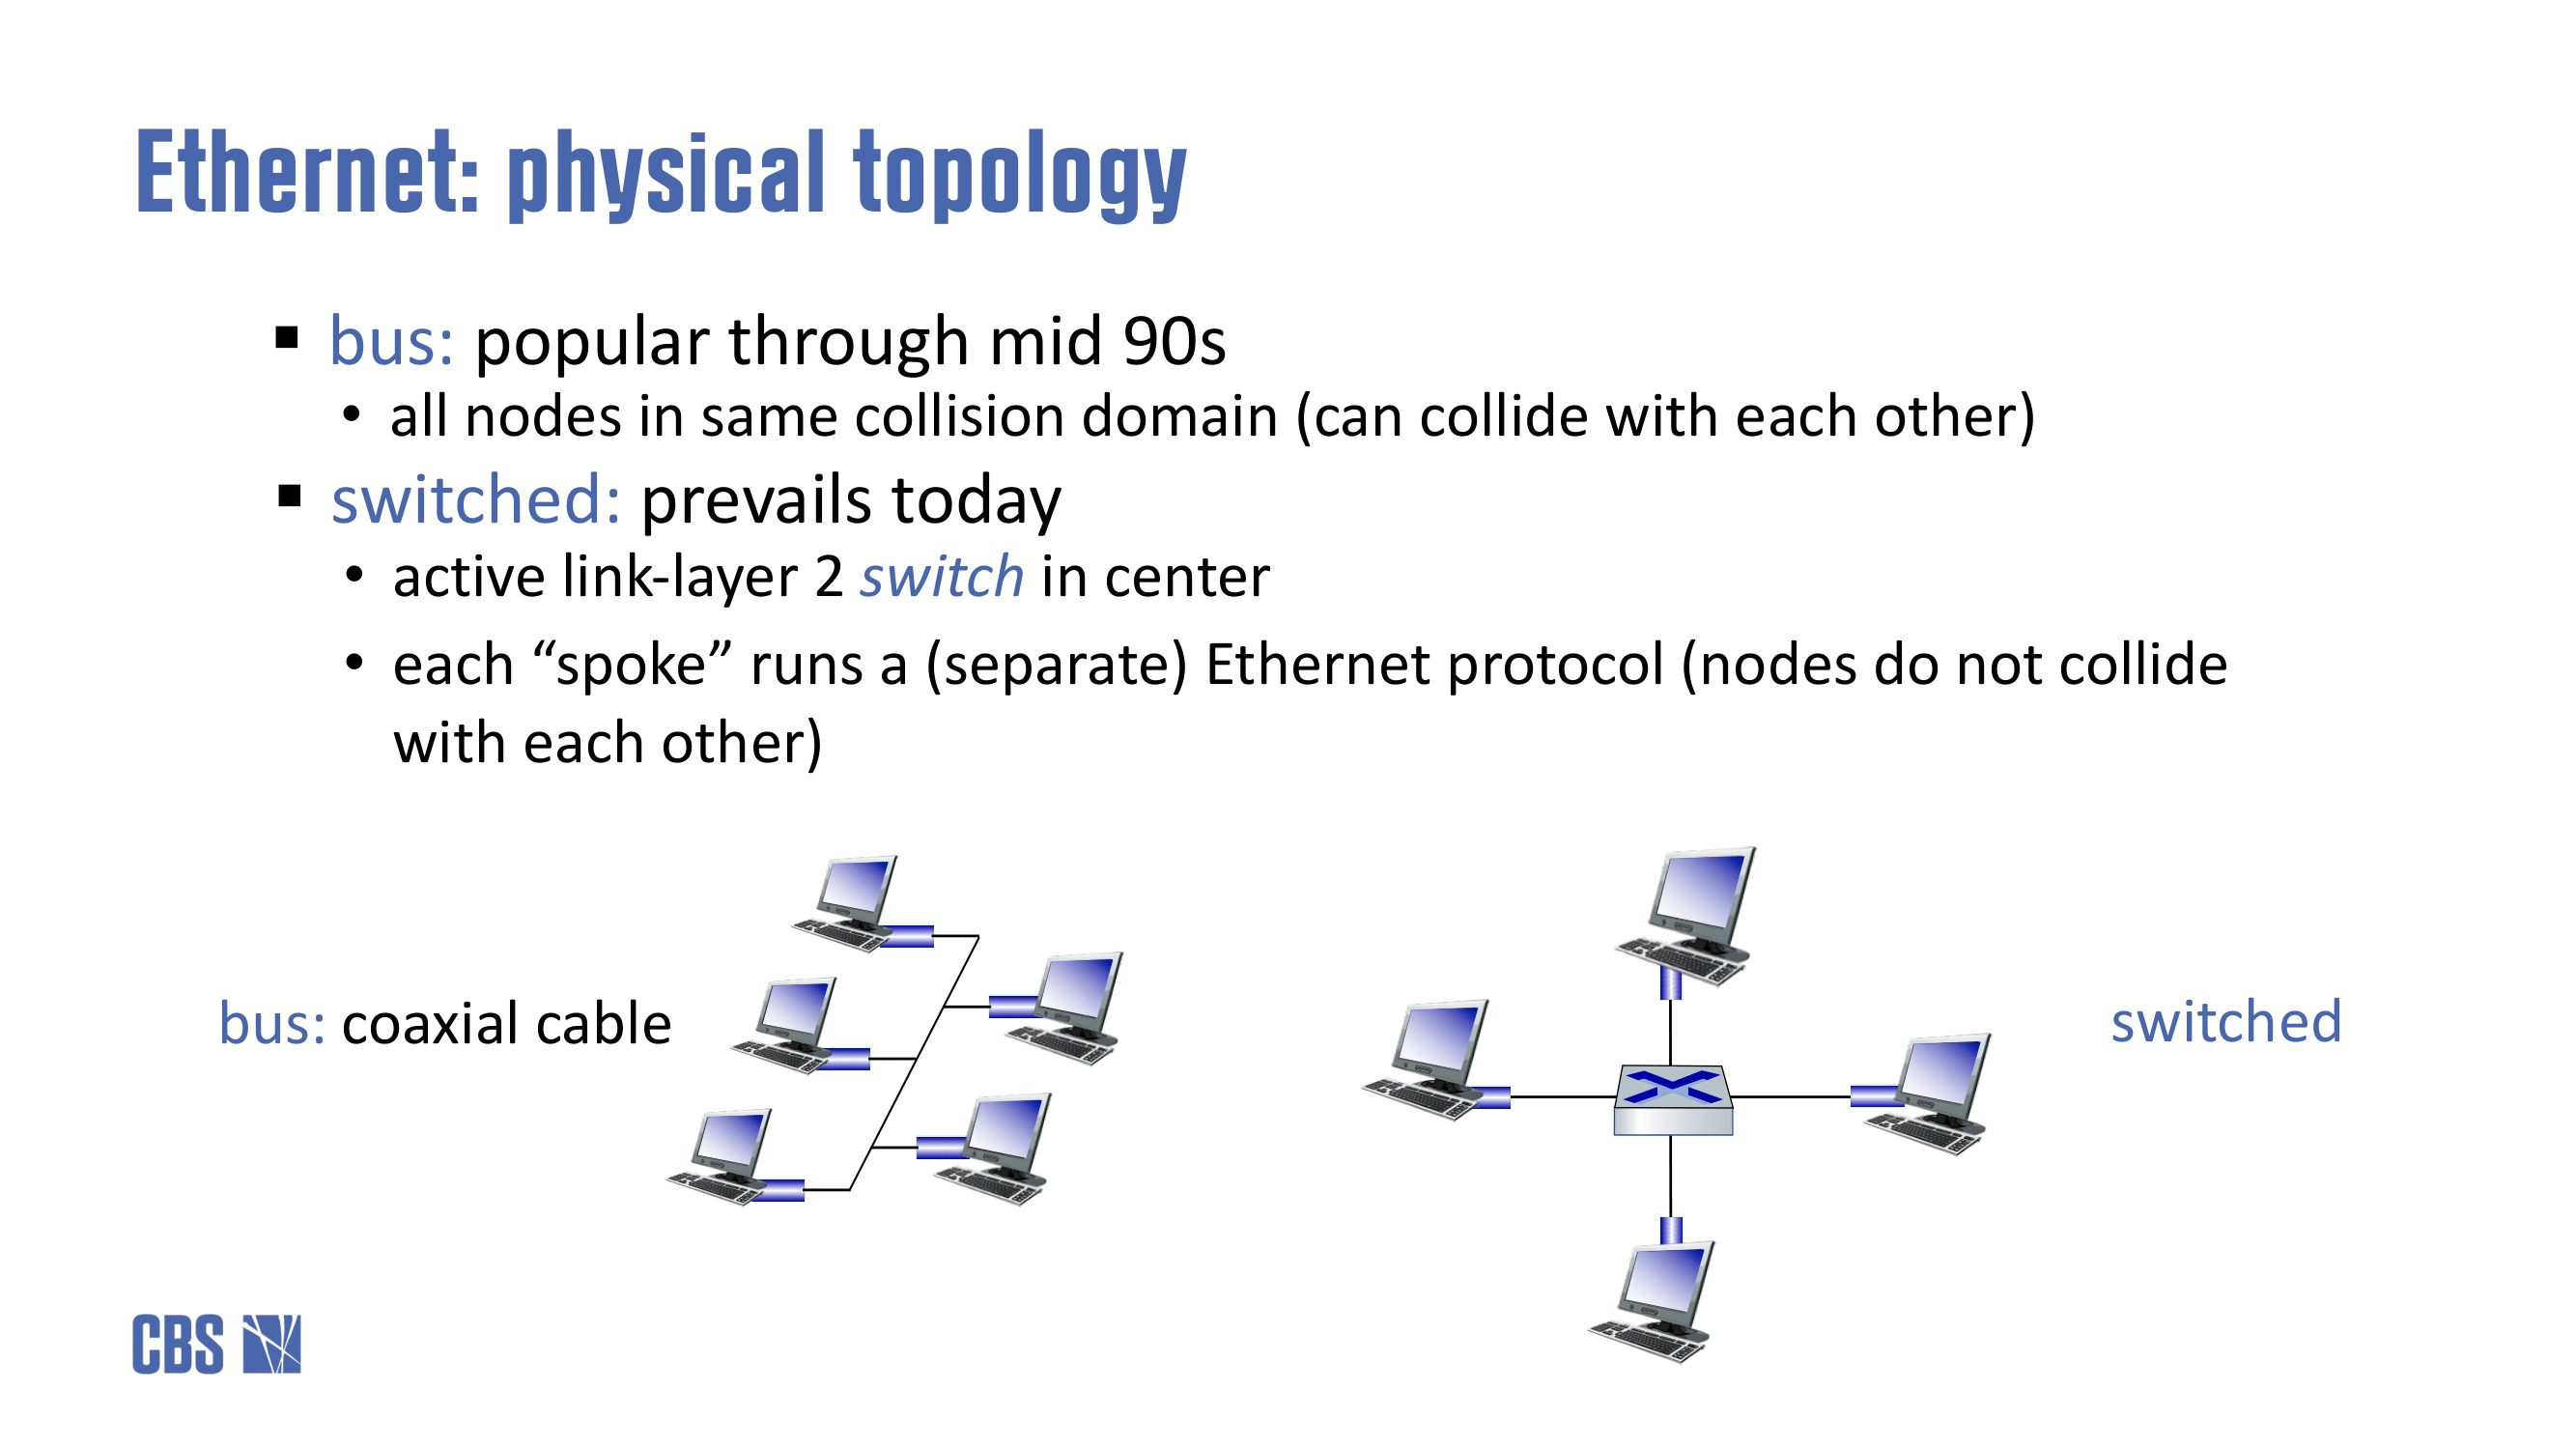 Ethernet: physical topology
▪ bus: popular through mid 90s
• all nodes in same collision domain (can collide with each other)
▪ switched: prevails today
• active link-layer 2 switch in center
• each “spoke” runs a (separate) Ethernet protocol (nodes do not collide
with each other)
bus: coaxial cable
switched
CBS